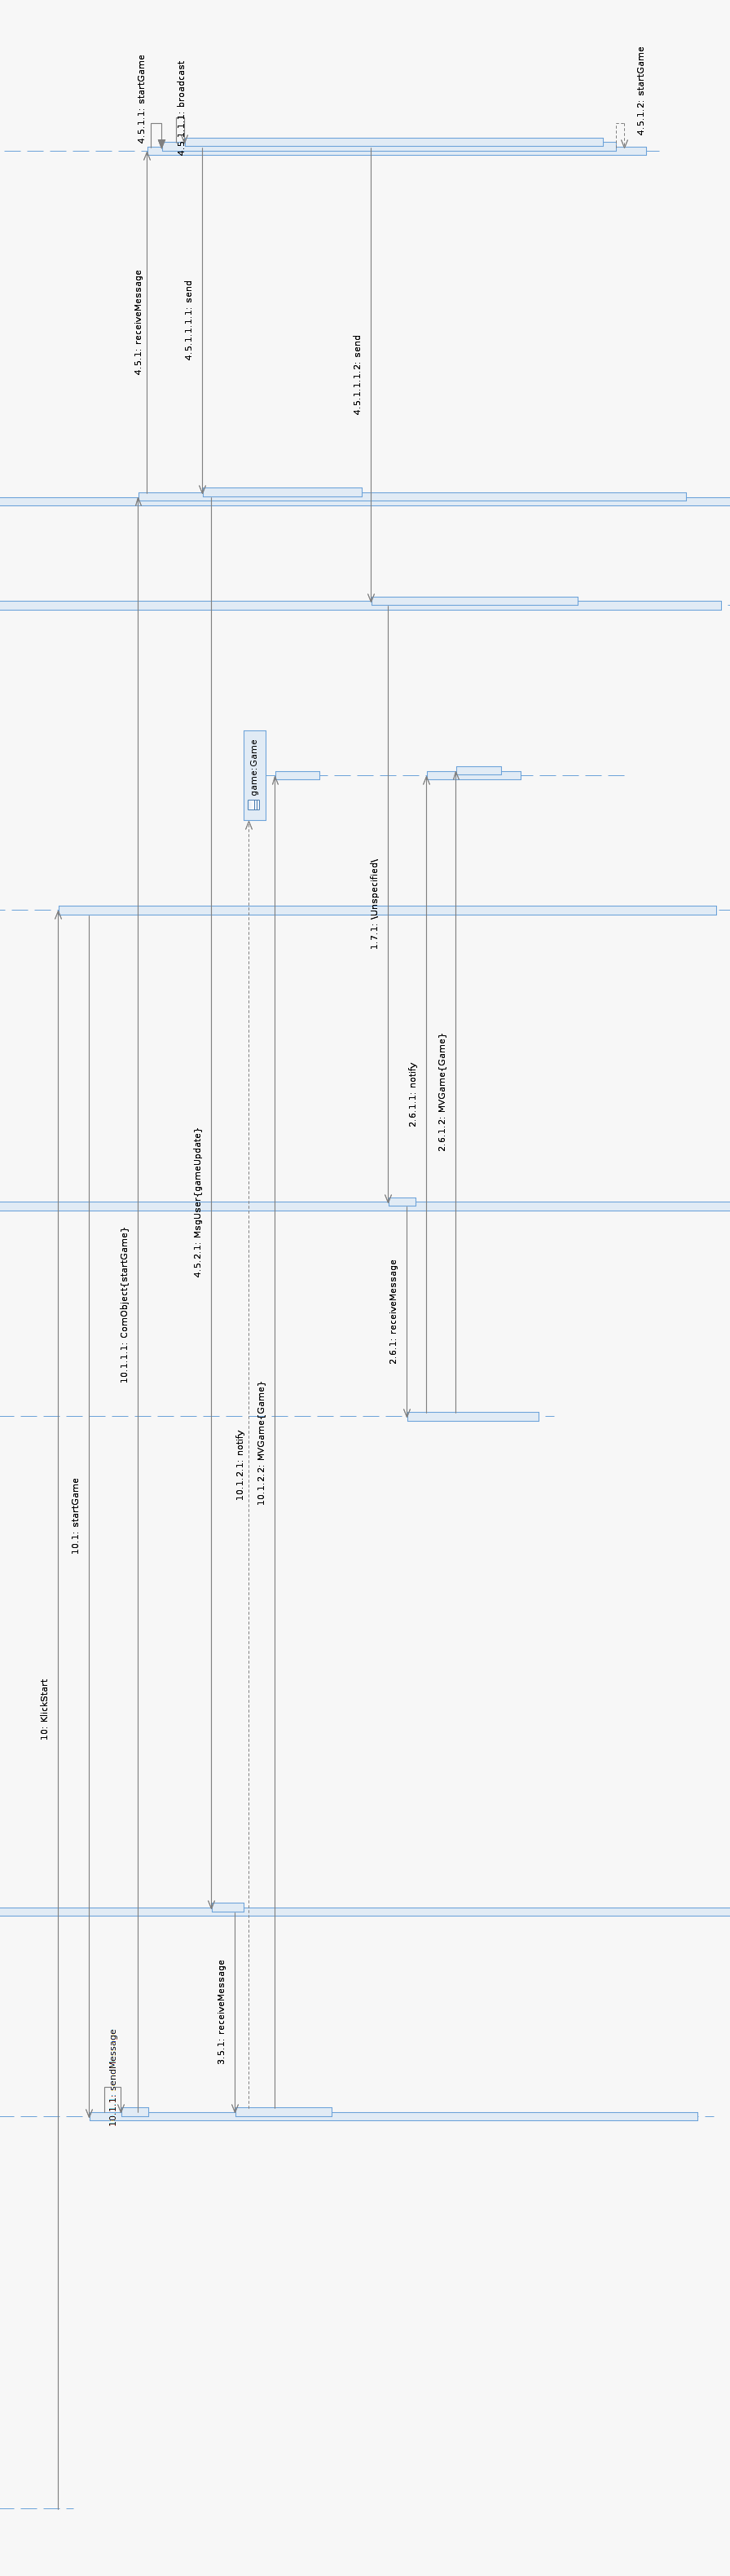 10: KlickStart
10.1: startGame
10.1.1: sendMessage
10.1.1.1: ComObject{startGame}
4.5.1: receiveMessage
4.5.1.1: startGame
4.5.1.1.1: broadcast
4.5.1.1.1.1: send
4.5.2.1: MsgUser{gameUpdate}
3.5.1: receiveMessage
10.1.2.1: notify
game:Game
10.1.2.2: MVGame{Game}
4.5.1.1.1.2: send
1.7.1: \Unspecified\
2.6.1: receiveMessage
2.6.1.1: notify
2.6.1.2: MVGame{Game}
4.5.1.2: startGame